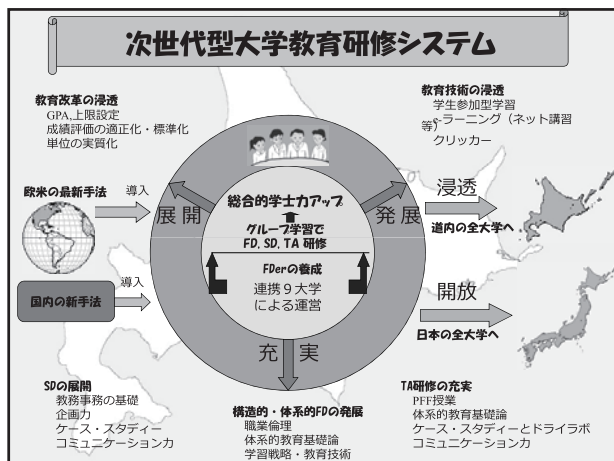 次世代型大学教育研修システム
教育改革の浸透
GPA,上限設定
成績評価の適正化・標準化
単位の実質化
教育技術の浸透
学生参加型学習
e-ラーニング（ネット講習
等）
クリッカー
欧米の最新手法
導入
国内の新手法
導入
展開
発展
充実
総合的学士力アップ
グループ学習で
FD, SD, TA 研修
FDerの養成
連携９大学
による運営
浸透
道内の全大学へ
開放
日本の全大学へ
SDの展開
教務事務の基礎
企画力
ケース・スタディー
コミュニケーション力
構造的・体系的FDの発展
職業倫理
体系的教育基礎論
学習戦略・教育技術
TA研修の充実
PFF授業
体系的教育基礎論
ケース・スタディーとドライラボ
コミュニケーション力